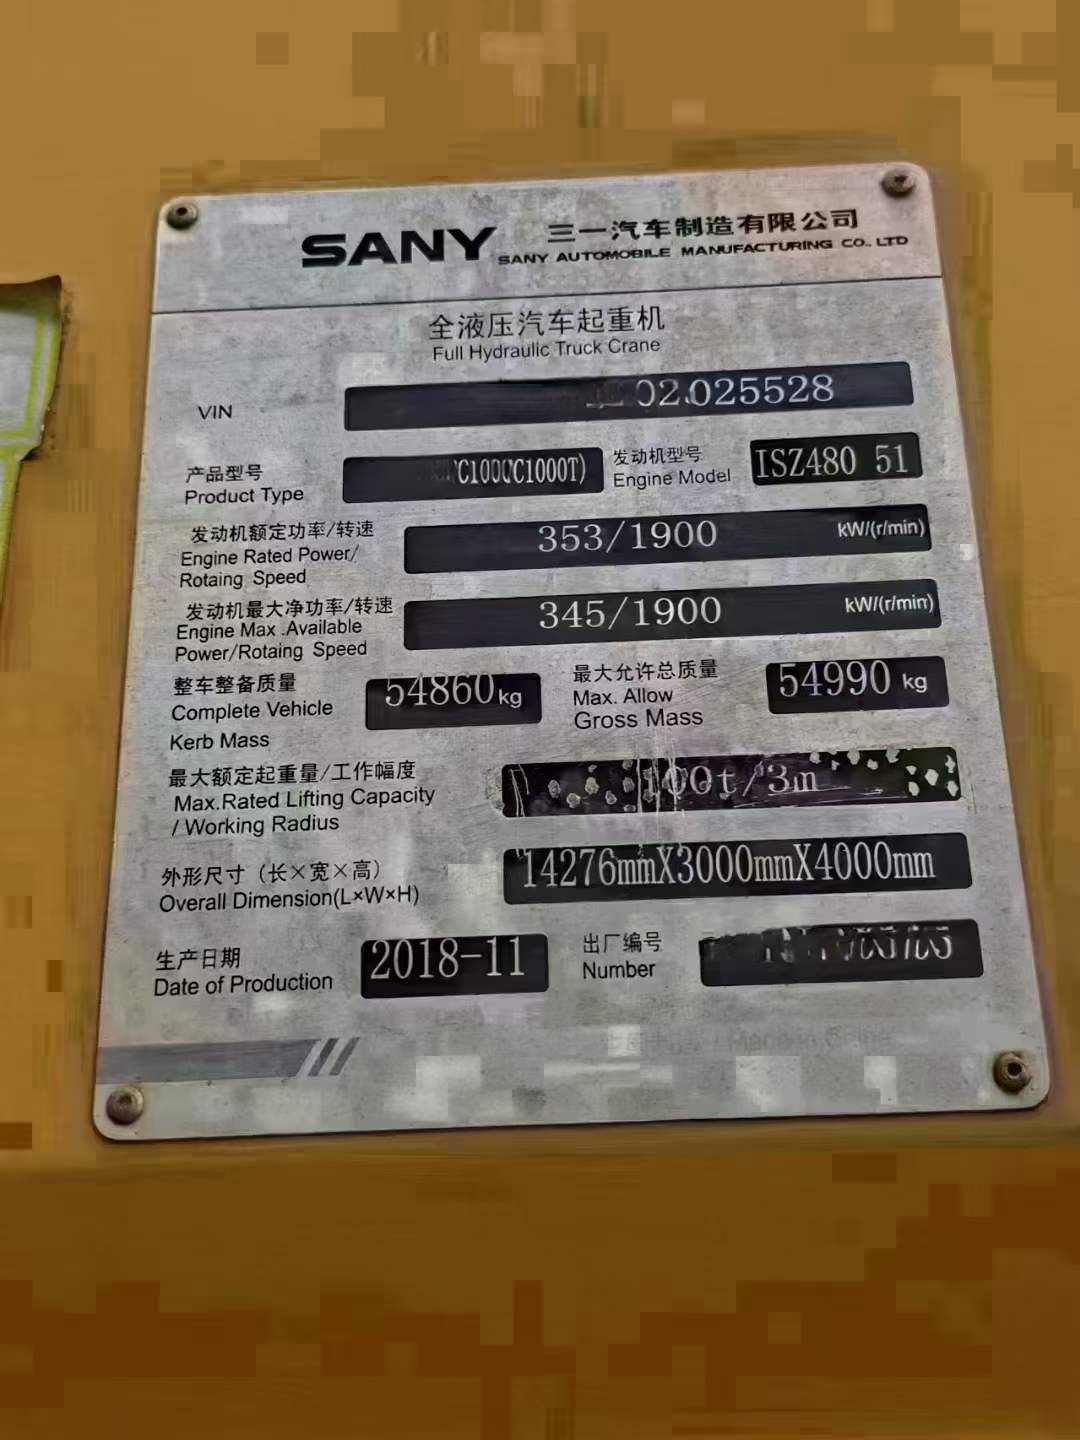 SANY 三一汽车制造有限公司
SANY AUTOMOBILE MANUFACTURING CO., LTD
全液压汽车起重机
Full Hydraulic Truck Crane
VIN 025528
产品型号
Product Type
发动机型号
Engine Model
ISZ480 51
发动机额定功率/转速
Engine Rated Power/
Rotaing Speed
353/1900 kW/(r/min)
发动机最大净功率/转速
Engine Max .Available
Power/Rotaing Speed
345/1900 kW/(r/min)
整车整备质量
Complete Vehicle
Kerb Mass
54860 kg
最大允许总质量
Max. Allow
Gross Mass
54990 kg
最大额定起重量/工作幅度
Max.Rated Lifting Capacity
/ Working Radius
100t/3m
外形尺寸（长×宽×高）
Overall Dimension(L×W×H)
14276mmX3000mmX4000mm
生产日期
Date of Production
2018-11
出厂编号
Number